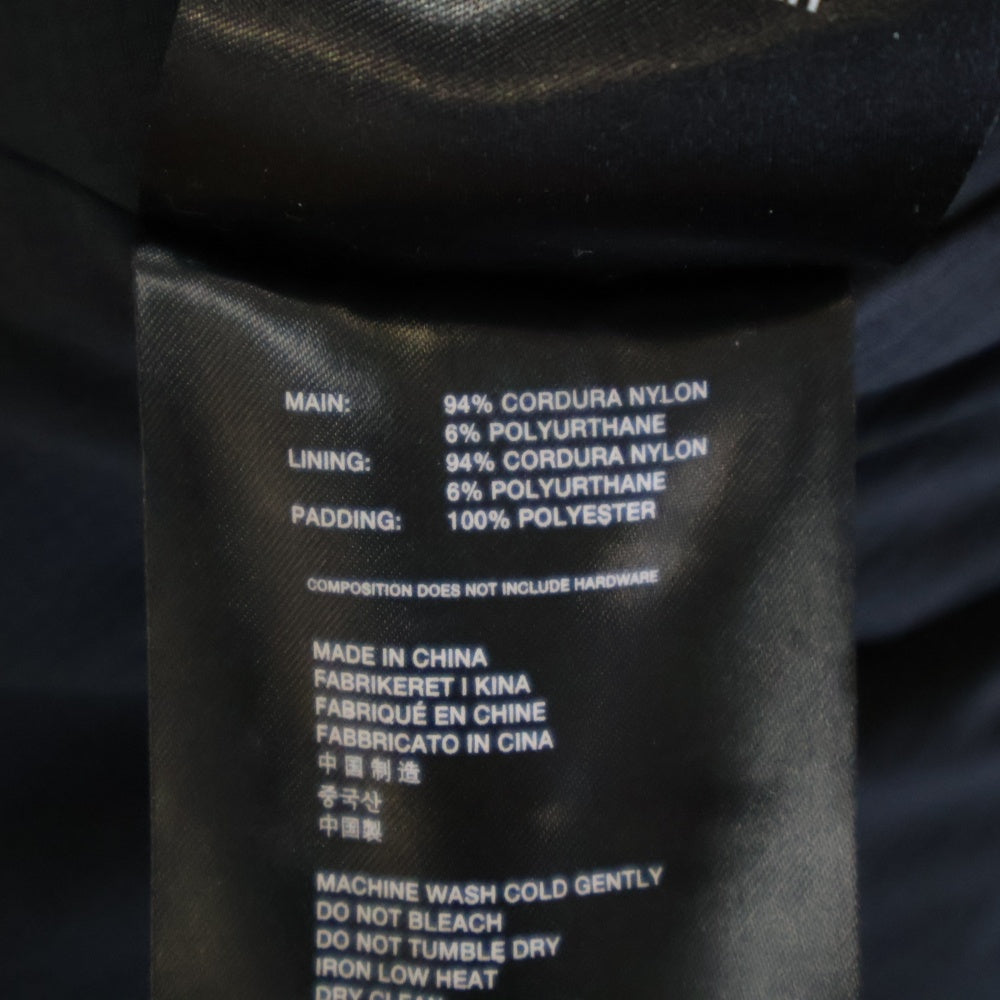 MAIN: 94% CORDURA NYLON
6% POLYURTHANE
LINING: 94% CORDURA NYLON
6% POLYURTHANE
PADDING: 100% POLYESTER
COMPOSITION DOES NOT INCLUDE HARDWARE
MADE IN CHINA
FABRIKERET I KINA
FABRIQUÉ EN CHINE
FABBRICATO IN CINA
中国制造
중국산
中国製
MACHINE WASH COLD GENTLY
DO NOT BLEACH
DO NOT TUMBLE DRY
IRON LOW HEAT
DRY CLEAN